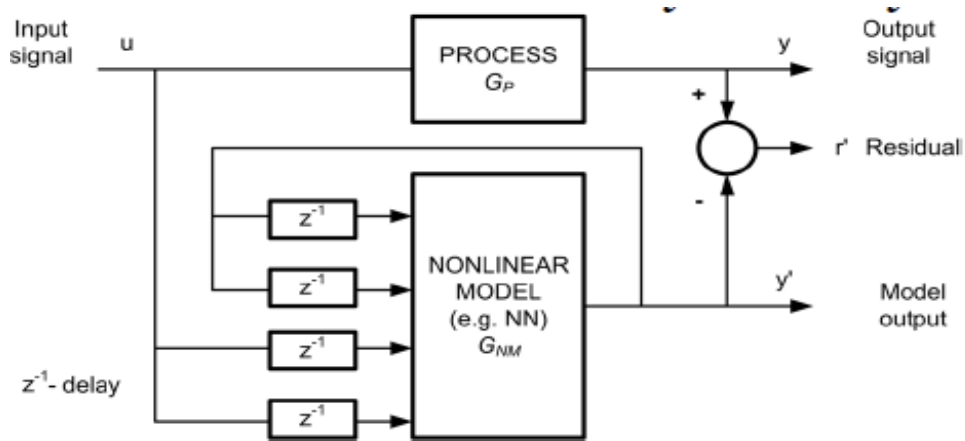 Input
signal
u
PROCESS
G_P
y
Output
signal
+
r' Residual
-
z⁻¹
z⁻¹
z⁻¹
z⁻¹
NONLINEAR
MODEL
(e.g. NN)
G_NM
y'
Model
output
z⁻¹- delay